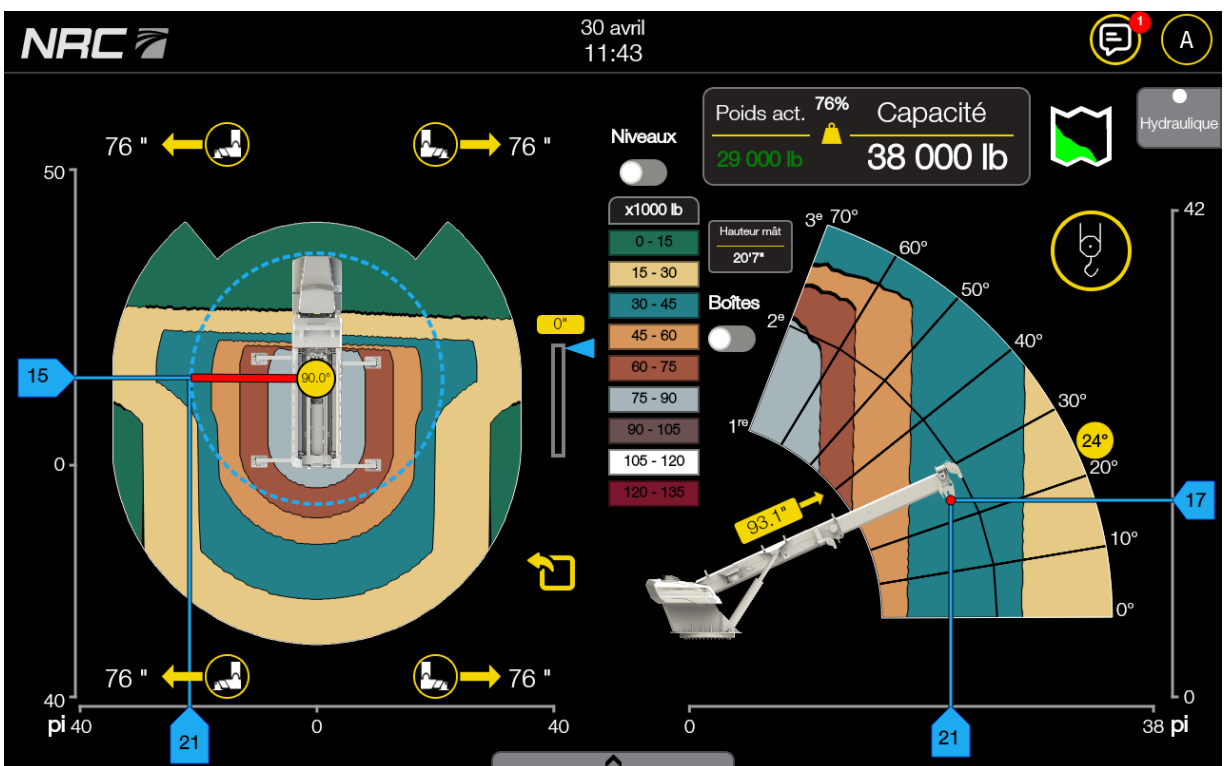 NRC
30 avril
11:43
1
A
Hydraulique
Poids act.
76%
Capacité
29 000 lb
38 000 lb
Niveaux
x1000 lb
0 - 15
15 - 30
30 - 45
45 - 60
60 - 75
75 - 90
90 - 105
105 - 120
120 - 135
Hauteur mât
20'7"
Boîtes
76 "
76 "
50
15
0
40
pi
40
0
40
21
90.0°
0"
76 "
76 "
3e 70°
60°
50°
40°
30°
24°
20°
10°
0°
2e
1re
93.1"
42
17
0
0
21
38 pi